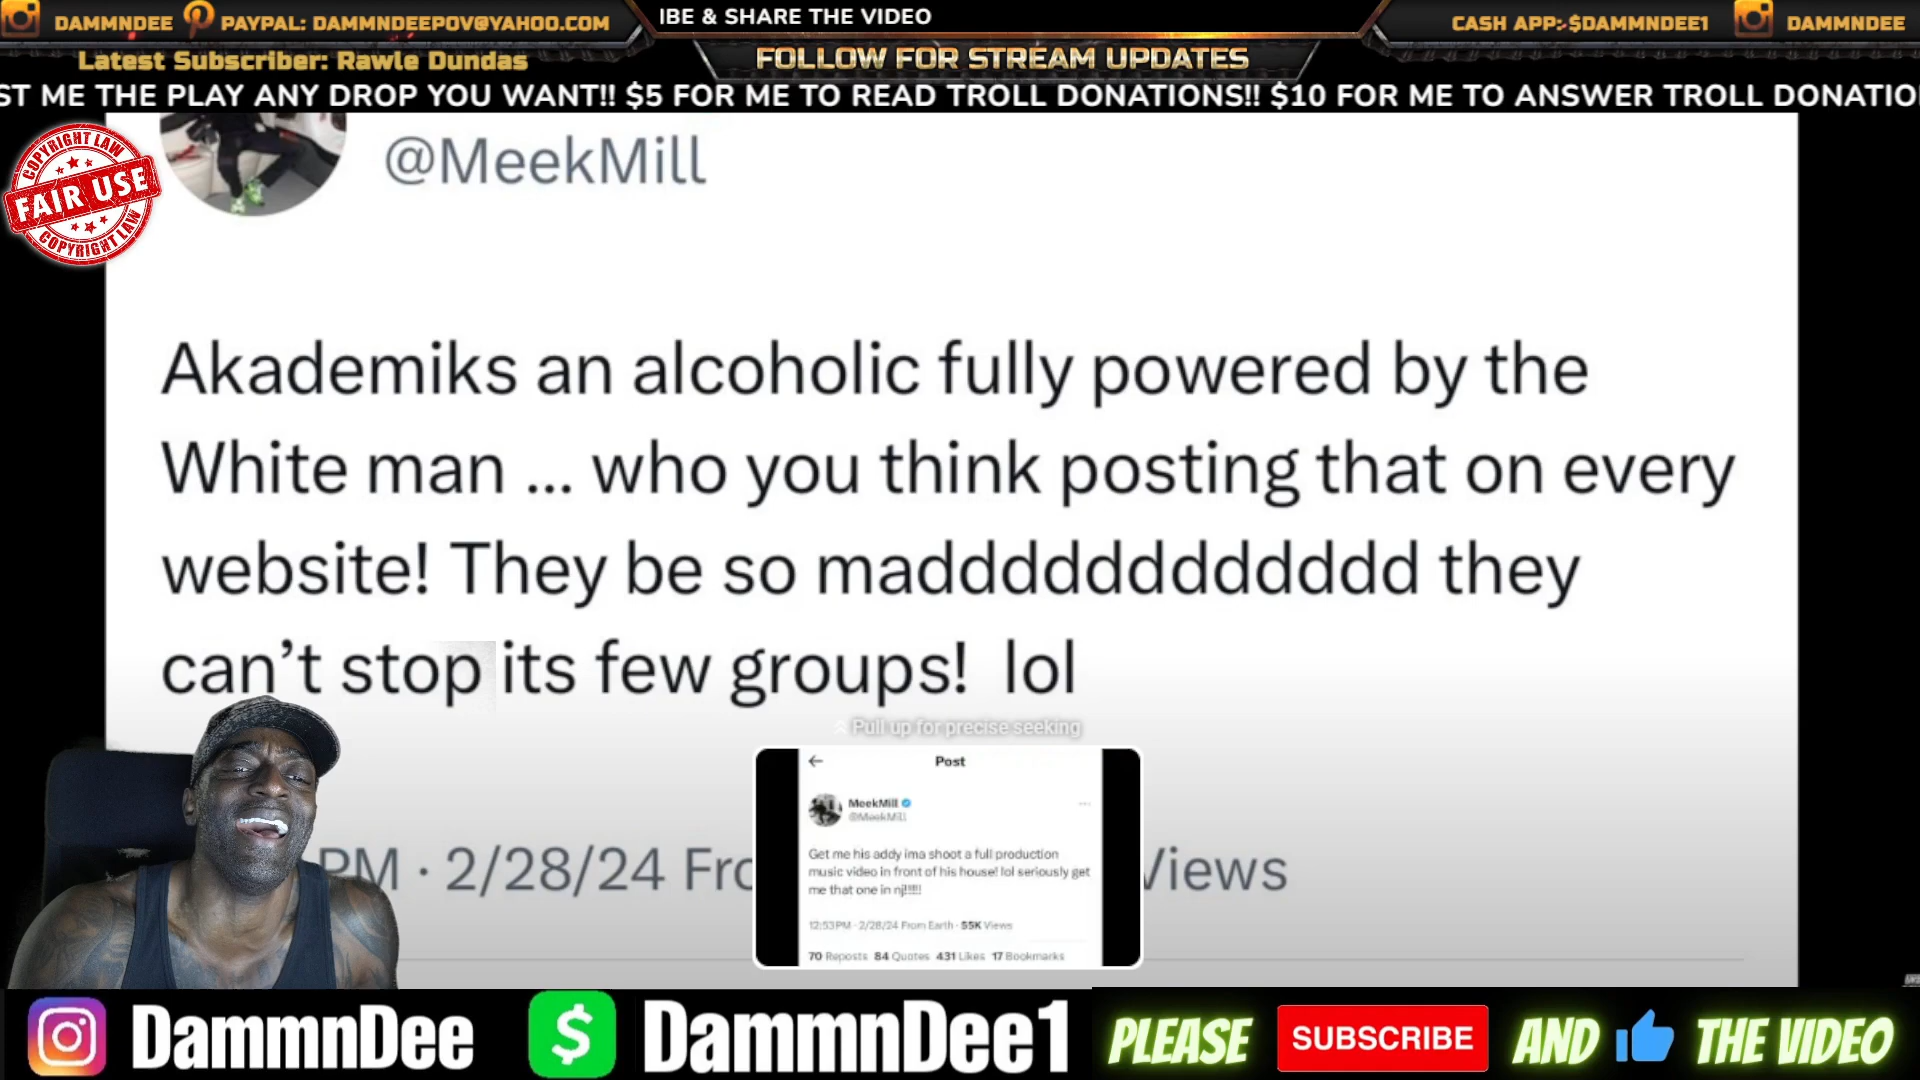 DAMMNDEE PAYPAL: DAMMNDEEPOV@YAHOO.COM
IBE & SHARE THE VIDEO
CASH APP:-$DAMMNDEE1 DAMMNDEE
Latest Subscriber: Rawle Dundas
FOLLOW FOR STREAM UPDATES
ST ME THE PLAY ANY DROP YOU WANT!! $5 FOR ME TO READ TROLL DONATIONS!! $10 FOR ME TO ANSWER TROLL DONATIO
COPYRIGHT LAW
FAIR USE
COPYRIGHT LAW
@MeekMill
Akademiks an alcoholic fully powered by the
White man ... who you think posting that on every
website! They be so madddddddddddd they
can’t stop its few groups! lol
Pull up for precise seeking
Post
MeekMill
@MeekMill
Get me his addy ima shoot a full production
music video in front of his house! lol seriously get
me that one in nj!!!!!
12:53PM · 2/28/24 From Earth · 55K Views
70 Reposts 84 Quotes 431 Likes 17 Bookmarks
PM · 2/28/24 Fro Views
DammnDee
$ DammnDee1
PLEASE SUBSCRIBE AND THE VIDEO